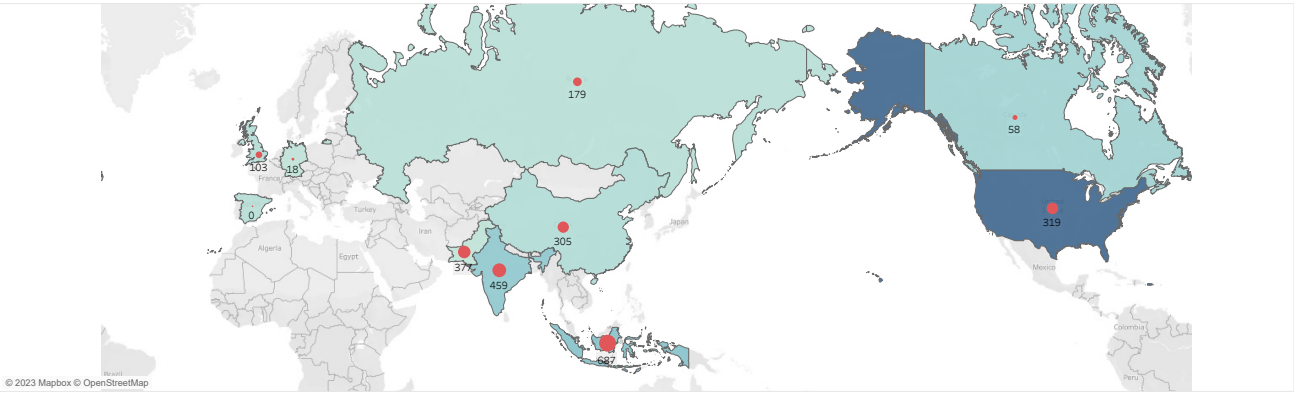 179
58
103
18
France
0
Turkey
Japan
319
305
Iran
Algeria
Egypt
377
Mexico
459
Colombia
687
Brazil
Peru
© 2023 Mapbox © OpenStreetMap